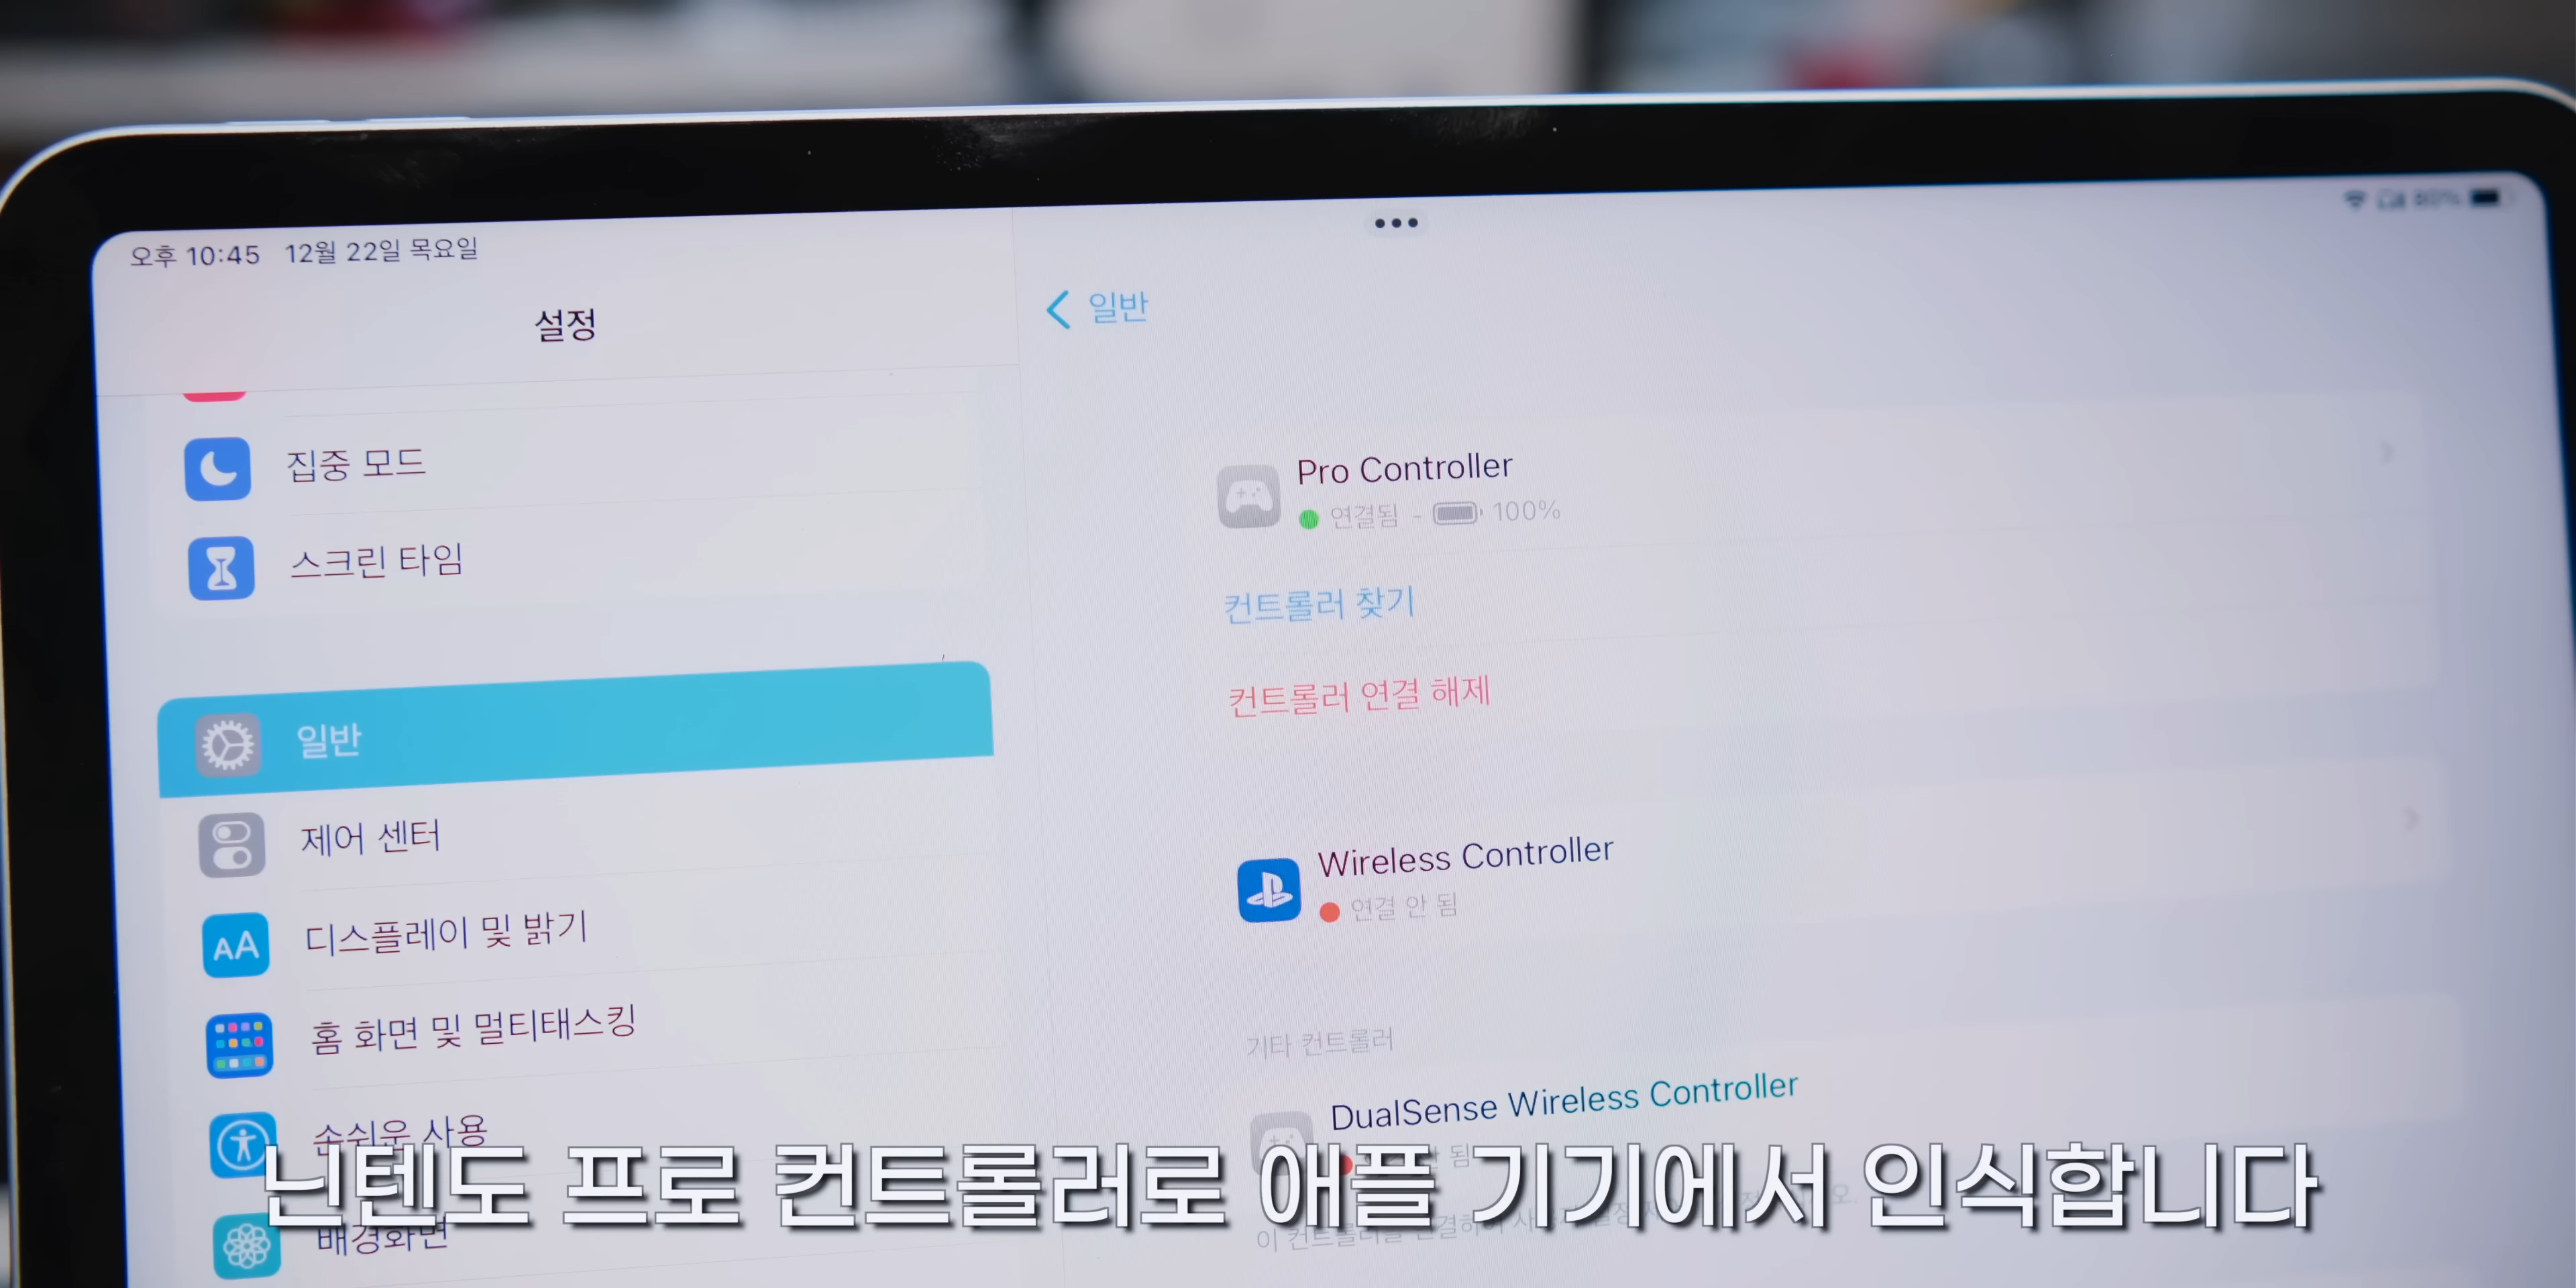 오후 10:45 12월 22일 목요일
설정
집중 모드
스크린 타임
일반
제어 센터
디스플레이 및 밝기
홈 화면 및 멀티태스킹
손쉬운 사용
배경화면
일반
Pro Controller
연결됨 - 100%
컨트롤러 찾기
컨트롤러 연결 해제
Wireless Controller
연결 안 됨
기타 컨트롤러
DualSense Wireless Controller
닌텐도 프로 컨트롤러로 애플 기기에서 인식합니다